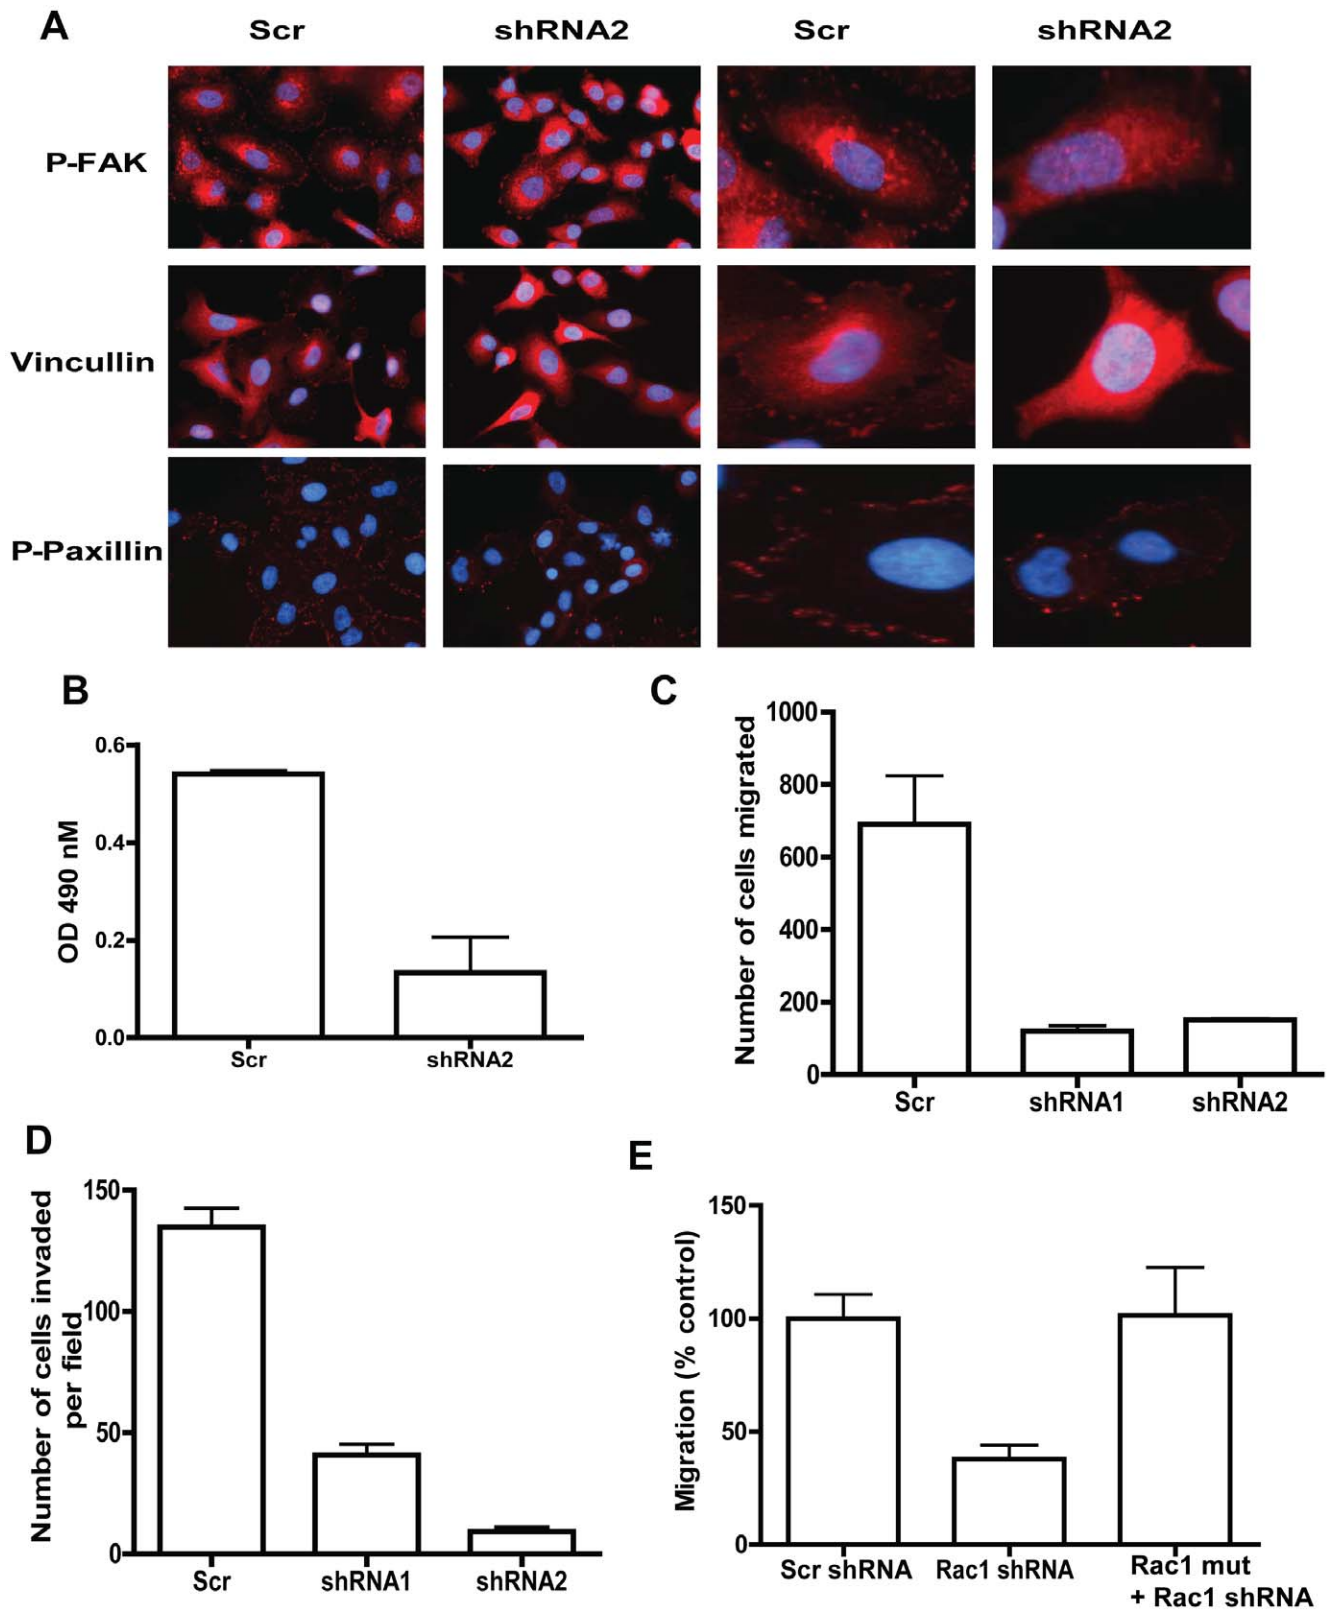 A
Scr shRNA2 Scr shRNA2
P-FAK
Vincullin
P-Paxillin
B
OD 490 nM
0.6
0.4
0.2
0.0
Scr shRNA2
C
Number of cells migrated
1000
800
600
400
200
0
Scr shRNA1 shRNA2
D
Number of cells invaded
per field
150
100
50
0
Scr shRNA1 shRNA2
E
Migration (% control)
150
100
50
0
Scr shRNA Rac1 shRNA Rac1 mut
+ Rac1 shRNA